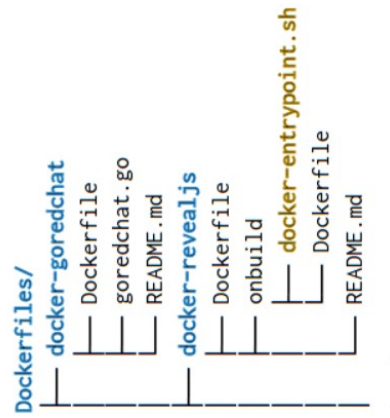 Dockerfiles/
docker-goredchat
Dockerfile
goredchat.go
README.md
docker-revealjs
Dockerfile
onbuild
docker-entrypoint.sh
Dockerfile
README.md